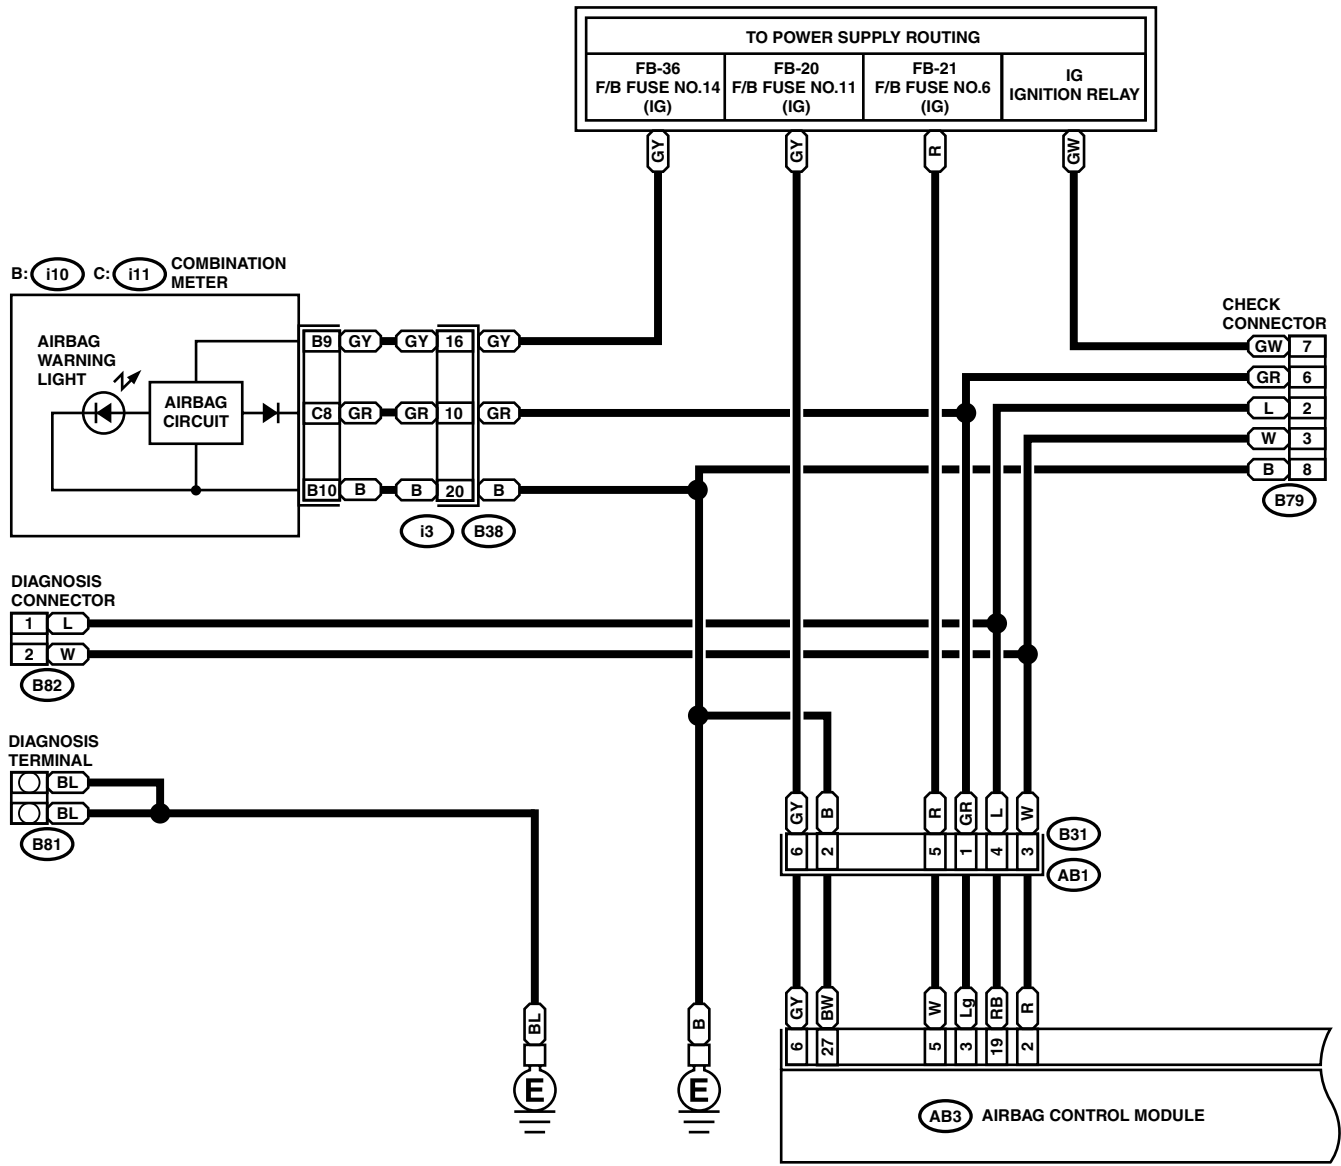 TO POWER SUPPLY ROUTING
FB-36
F/B FUSE NO.14
(IG)
FB-20
F/B FUSE NO.11
(IG)
FB-21
F/B FUSE NO.6
(IG)
IG
IGNITION RELAY
GY
GY
R
GW
B: i10 C: i11 COMBINATION
METER
AIRBAG
WARNING
LIGHT
AIRBAG
CIRCUIT
B9 GY GY 16 GY
C8 GR GR 10 GR
B10 B B 20 B
i3 B38
CHECK
CONNECTOR
GW 7
GR 6
L 2
W 3
B 8
B79
DIAGNOSIS
CONNECTOR
1 L
2 W
B82
DIAGNOSIS
TERMINAL
BL
BL
B81
GY B R GR L W
6 2 5 1 4 3
B31
AB1
GY BW W Lg RB R
6 27 5 3 19 2
BL
E
B
E
AB3 AIRBAG CONTROL MODULE